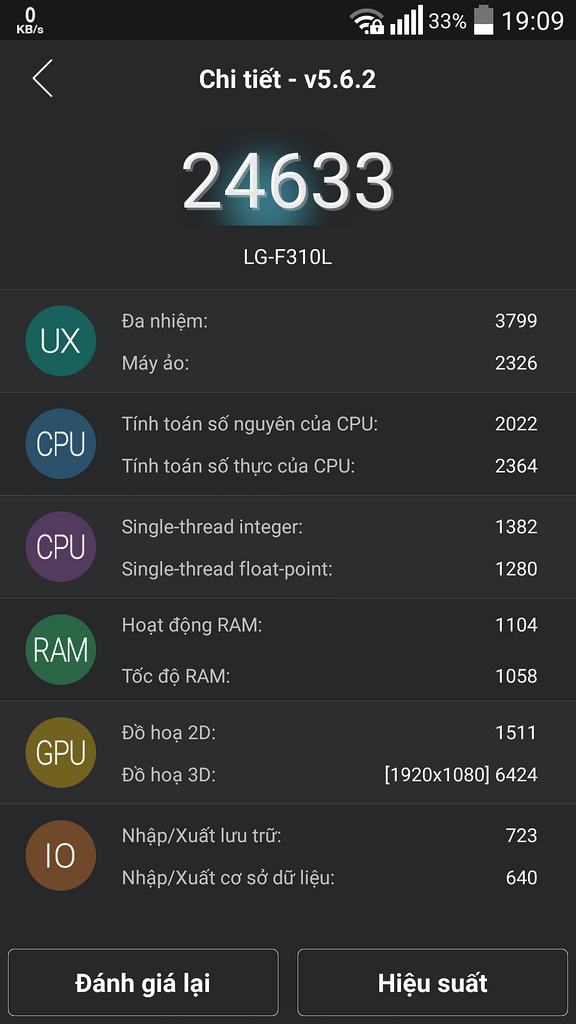 0
KB/s
33%
19:09
Chi tiết - v5.6.2
24633
LG-F310L
UX
Đa nhiệm: 3799
Máy ảo: 2326
CPU
Tính toán số nguyên của CPU: 2022
Tính toán số thực của CPU: 2364
CPU
Single-thread integer: 1382
Single-thread float-point: 1280
RAM
Hoạt động RAM: 1104
Tốc độ RAM: 1058
GPU
Đồ hoạ 2D: 1511
Đồ hoạ 3D: [1920x1080] 6424
IO
Nhập/Xuất lưu trữ: 723
Nhập/Xuất cơ sở dữ liệu: 640
Đánh giá lại
Hiệu suất